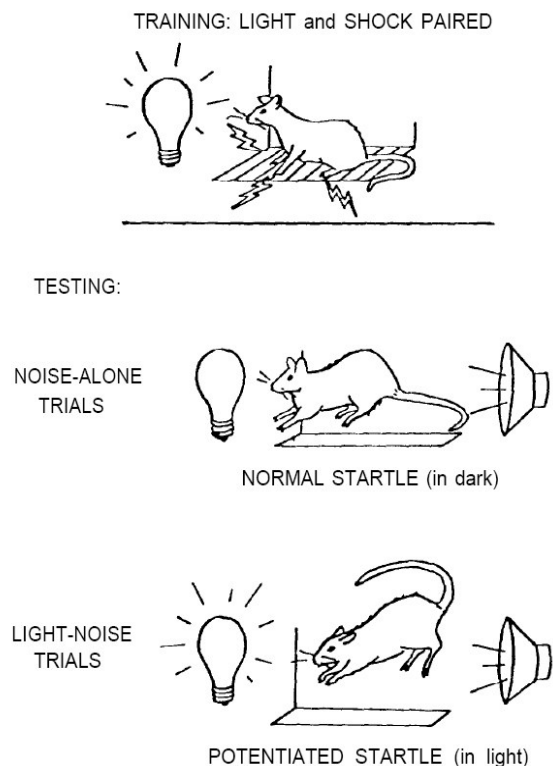 TRAINING: LIGHT and SHOCK PAIRED
TESTING:
NOISE-ALONE
TRIALS
NORMAL STARTLE (in dark)
LIGHT-NOISE
TRIALS
POTENTIATED STARTLE (in light)